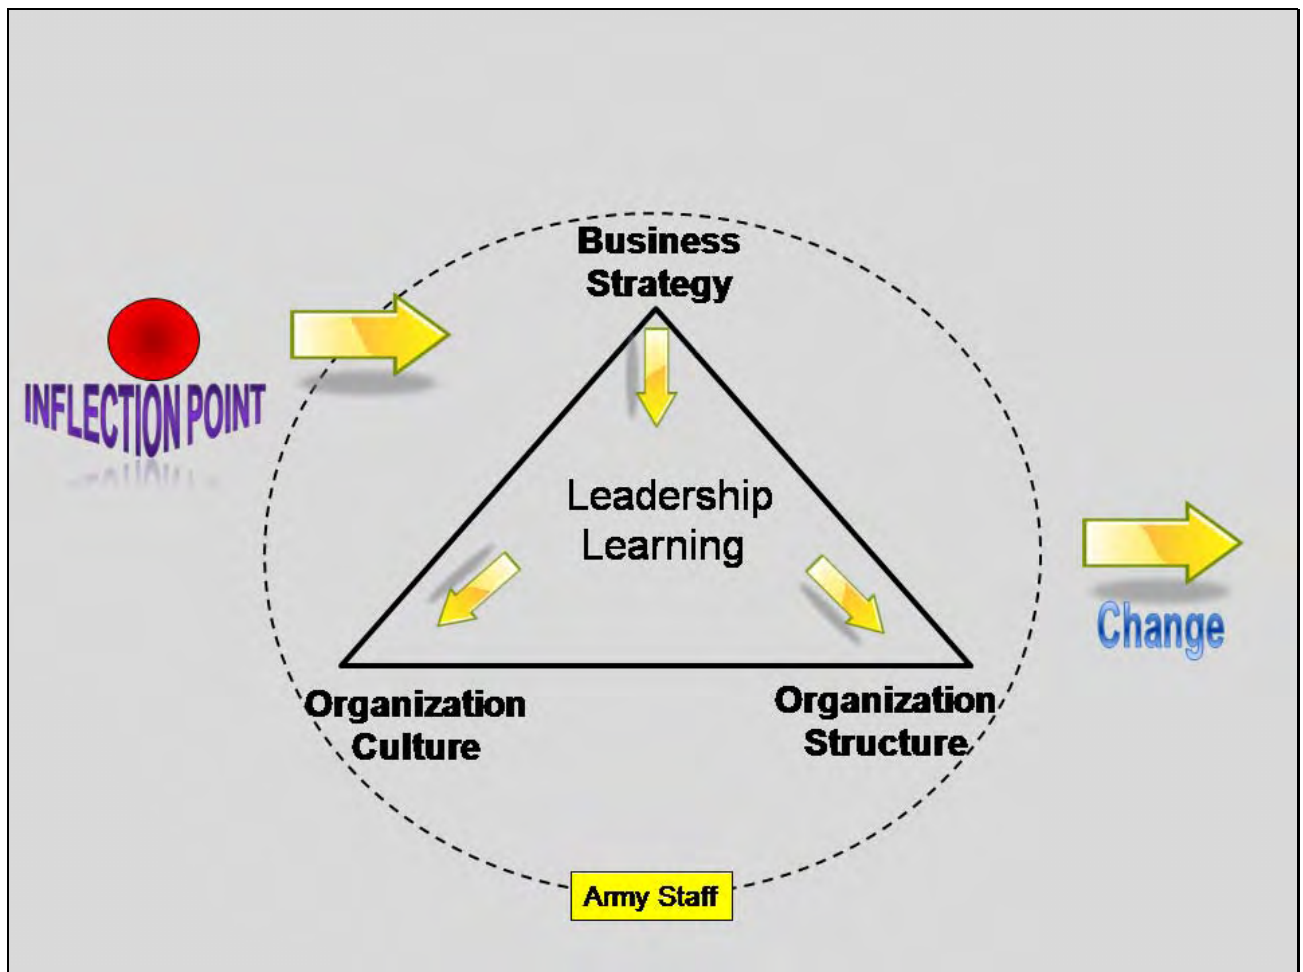 Business
Strategy
INFLECTION POINT
Leadership
Learning
Change
Organization
Culture
Organization
Structure
Army Staff